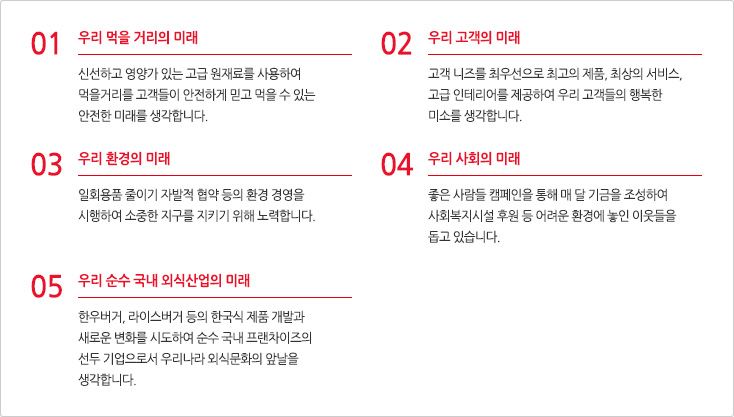 01
우리 먹을 거리의 미래
신선하고 영양가 있는 고급 원재료를 사용하여
먹을거리를 고객들이 안전하게 믿고 먹을 수 있는
안전한 미래를 생각합니다.
02
우리 고객의 미래
고객 니즈를 최우선으로 최고의 제품, 최상의 서비스,
고급 인테리어를 제공하여 우리 고객들의 행복한
미소를 생각합니다.
03
우리 환경의 미래
일회용품 줄이기 자발적 협약 등의 환경 경영을
시행하여 소중한 지구를 지키기 위해 노력합니다.
04
우리 사회의 미래
좋은 사람들 캠페인을 통해 매 달 기금을 조성하여
사회복지시설 후원 등 어려운 환경에 놓인 이웃들을
돕고 있습니다.
05
우리 순수 국내 외식산업의 미래
한우버거, 라이스버거 등의 한국식 제품 개발과
새로운 변화를 시도하여 순수 국내 프랜차이즈의
선두 기업으로서 우리나라 외식문화의 앞날을
생각합니다.